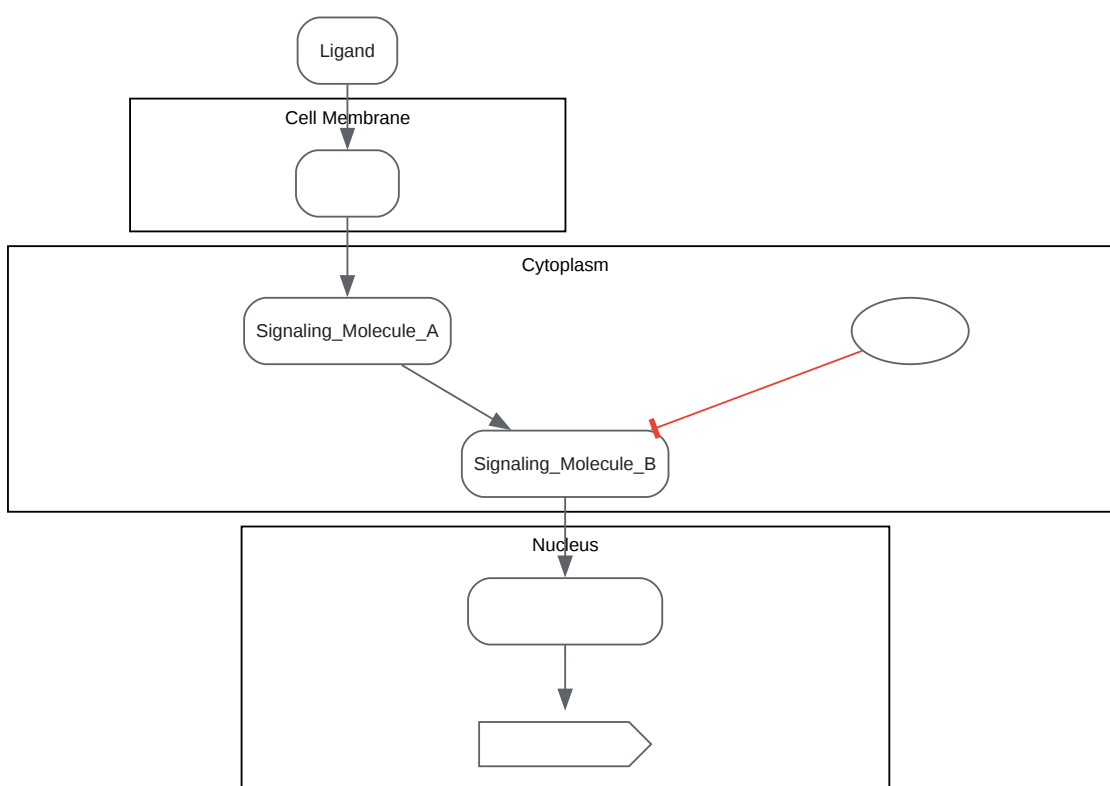 Ligand
Cell Membrane
Cytoplasm
Signaling_Molecule_A
Signaling_Molecule_B
Nucleus